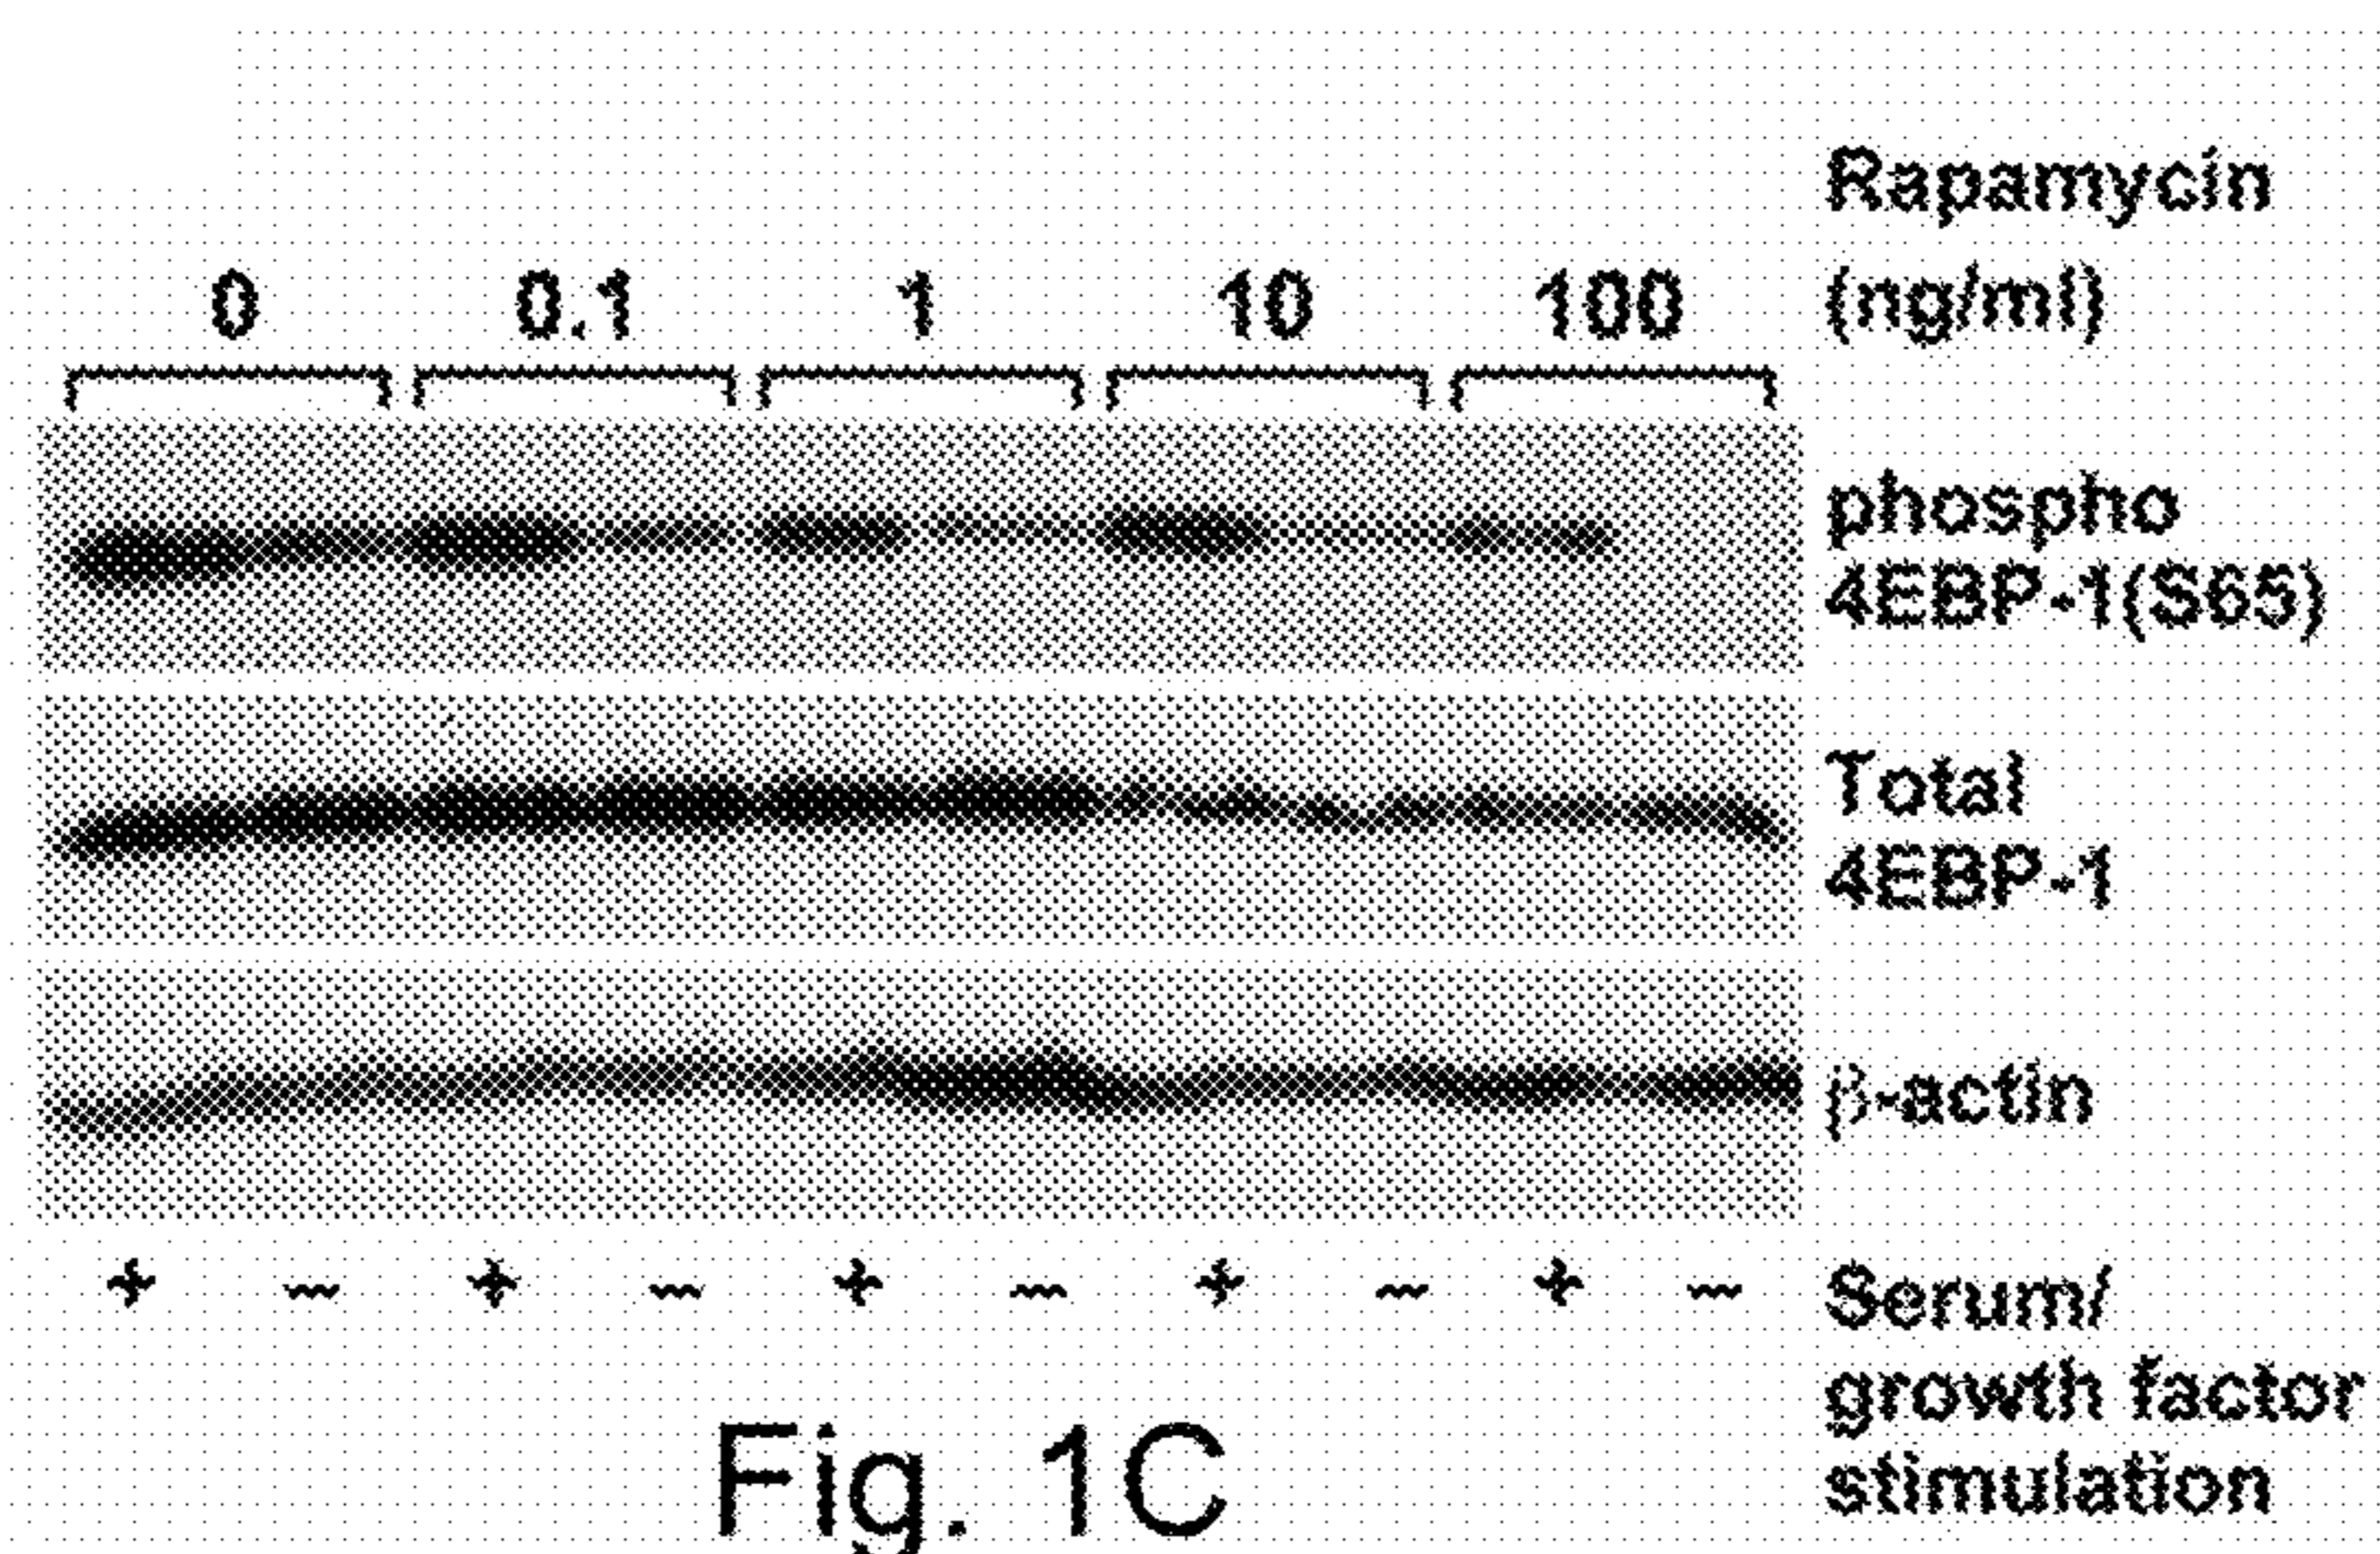 Rapamycin
0 0.1 1 10 100 (ng/ml)
phospho
4EBP-1(S65)
Total
4EBP-1
β-actin
+ – + – + – + – + – Serum/
growth factor
stimulation
Fig. 1C